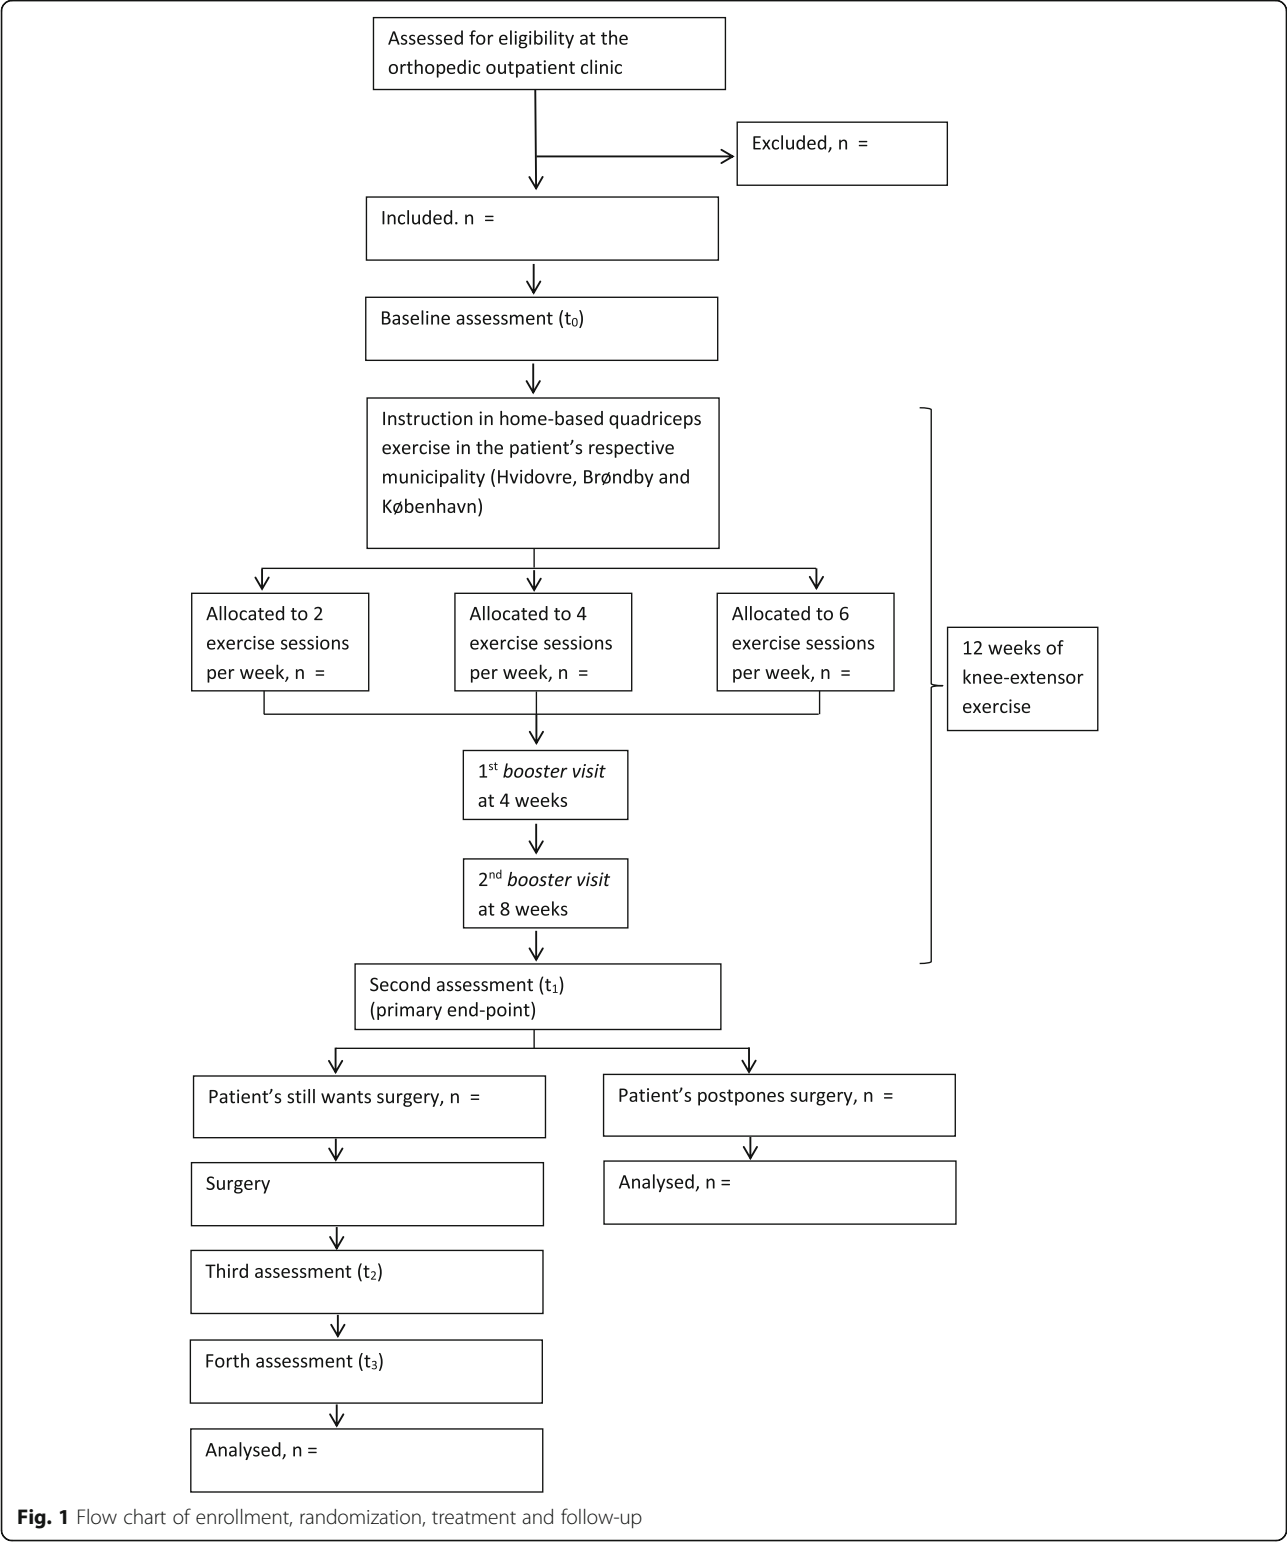 Assessed for eligibility at the
orthopedic outpatient clinic
Excluded, n  =
Included. n  =
Baseline assessment (t₀)
Instruction in home-based quadriceps
exercise in the patient’s respective
municipality (Hvidovre, Brøndby and
København)
Allocated to 2
exercise sessions
per week, n  =
Allocated to 4
exercise sessions
per week, n  =
Allocated to 6
exercise sessions
per week, n  =
12 weeks of
knee-extensor
exercise
1st booster visit
at 4 weeks
2nd booster visit
at 8 weeks
Second assessment (t₁)
(primary end-point)
Patient’s still wants surgery, n  =
Patient’s postpones surgery, n  =
Surgery
Analysed, n =
Third assessment (t₂)
Forth assessment (t₃)
Analysed, n =
Fig. 1 Flow chart of enrollment, randomization, treatment and follow-up